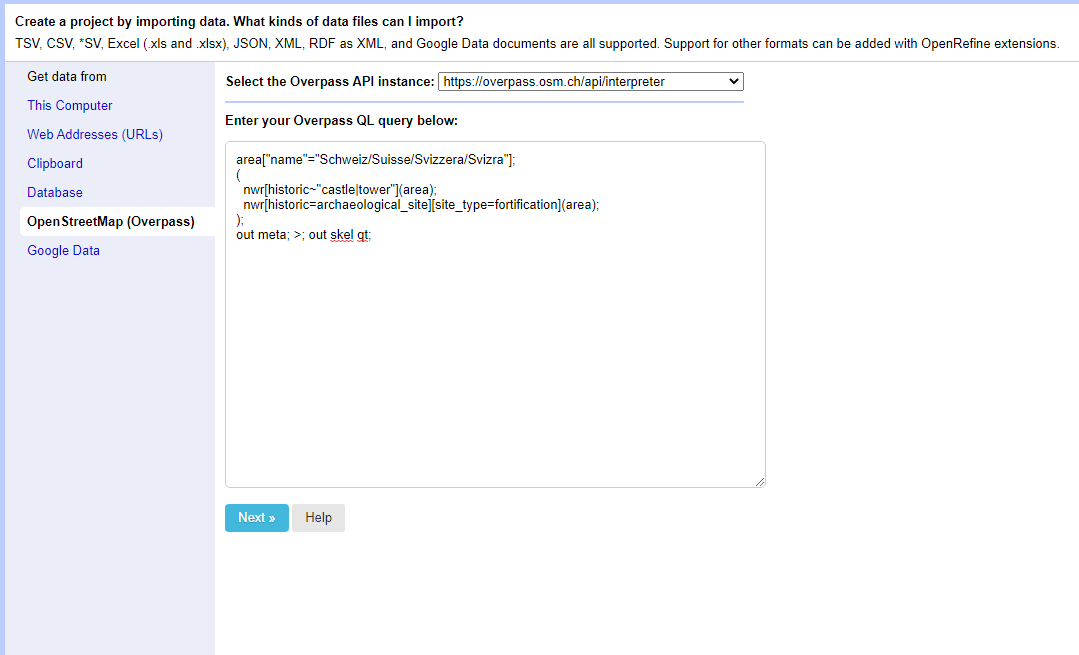 Create a project by importing data. What kinds of data files can I import?
TSV, CSV, *SV, Excel (.xls and .xlsx), JSON, XML, RDF as XML, and Google Data documents are all supported. Support for other formats can be added with OpenRefine extensions.
Get data from
This Computer
Web Addresses (URLs)
Clipboard
Database
OpenStreetMap (Overpass)
Google Data
Select the Overpass API instance: https://overpass.osm.ch/api/interpreter
Enter your Overpass QL query below:
area["name"="Schweiz/Suisse/Svizzera/Svizra"];
(
  nwr[historic~"castle|tower"](area);
  nwr[historic=archaeological_site][site_type=fortification](area);
);
out meta; >; out skel qt;
Next »
Help